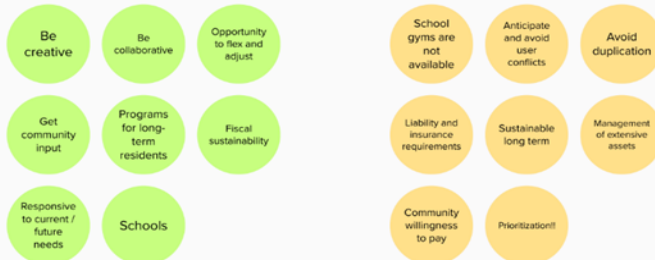 Be
creative
Be
collaborative
Opportunity
to flex and
adjust
Get
community
input
Programs
for long-
term
residents
Fiscal
sustainability
Responsive
to current /
future
needs
Schools
School
gyms are
not
available
Anticipate
and avoid
user
conflicts
Avoid
duplication
Liability and
insurance
requirements
Sustainable
long term
Management
of extensive
assets
Community
willingness
to pay
Prioritization!!